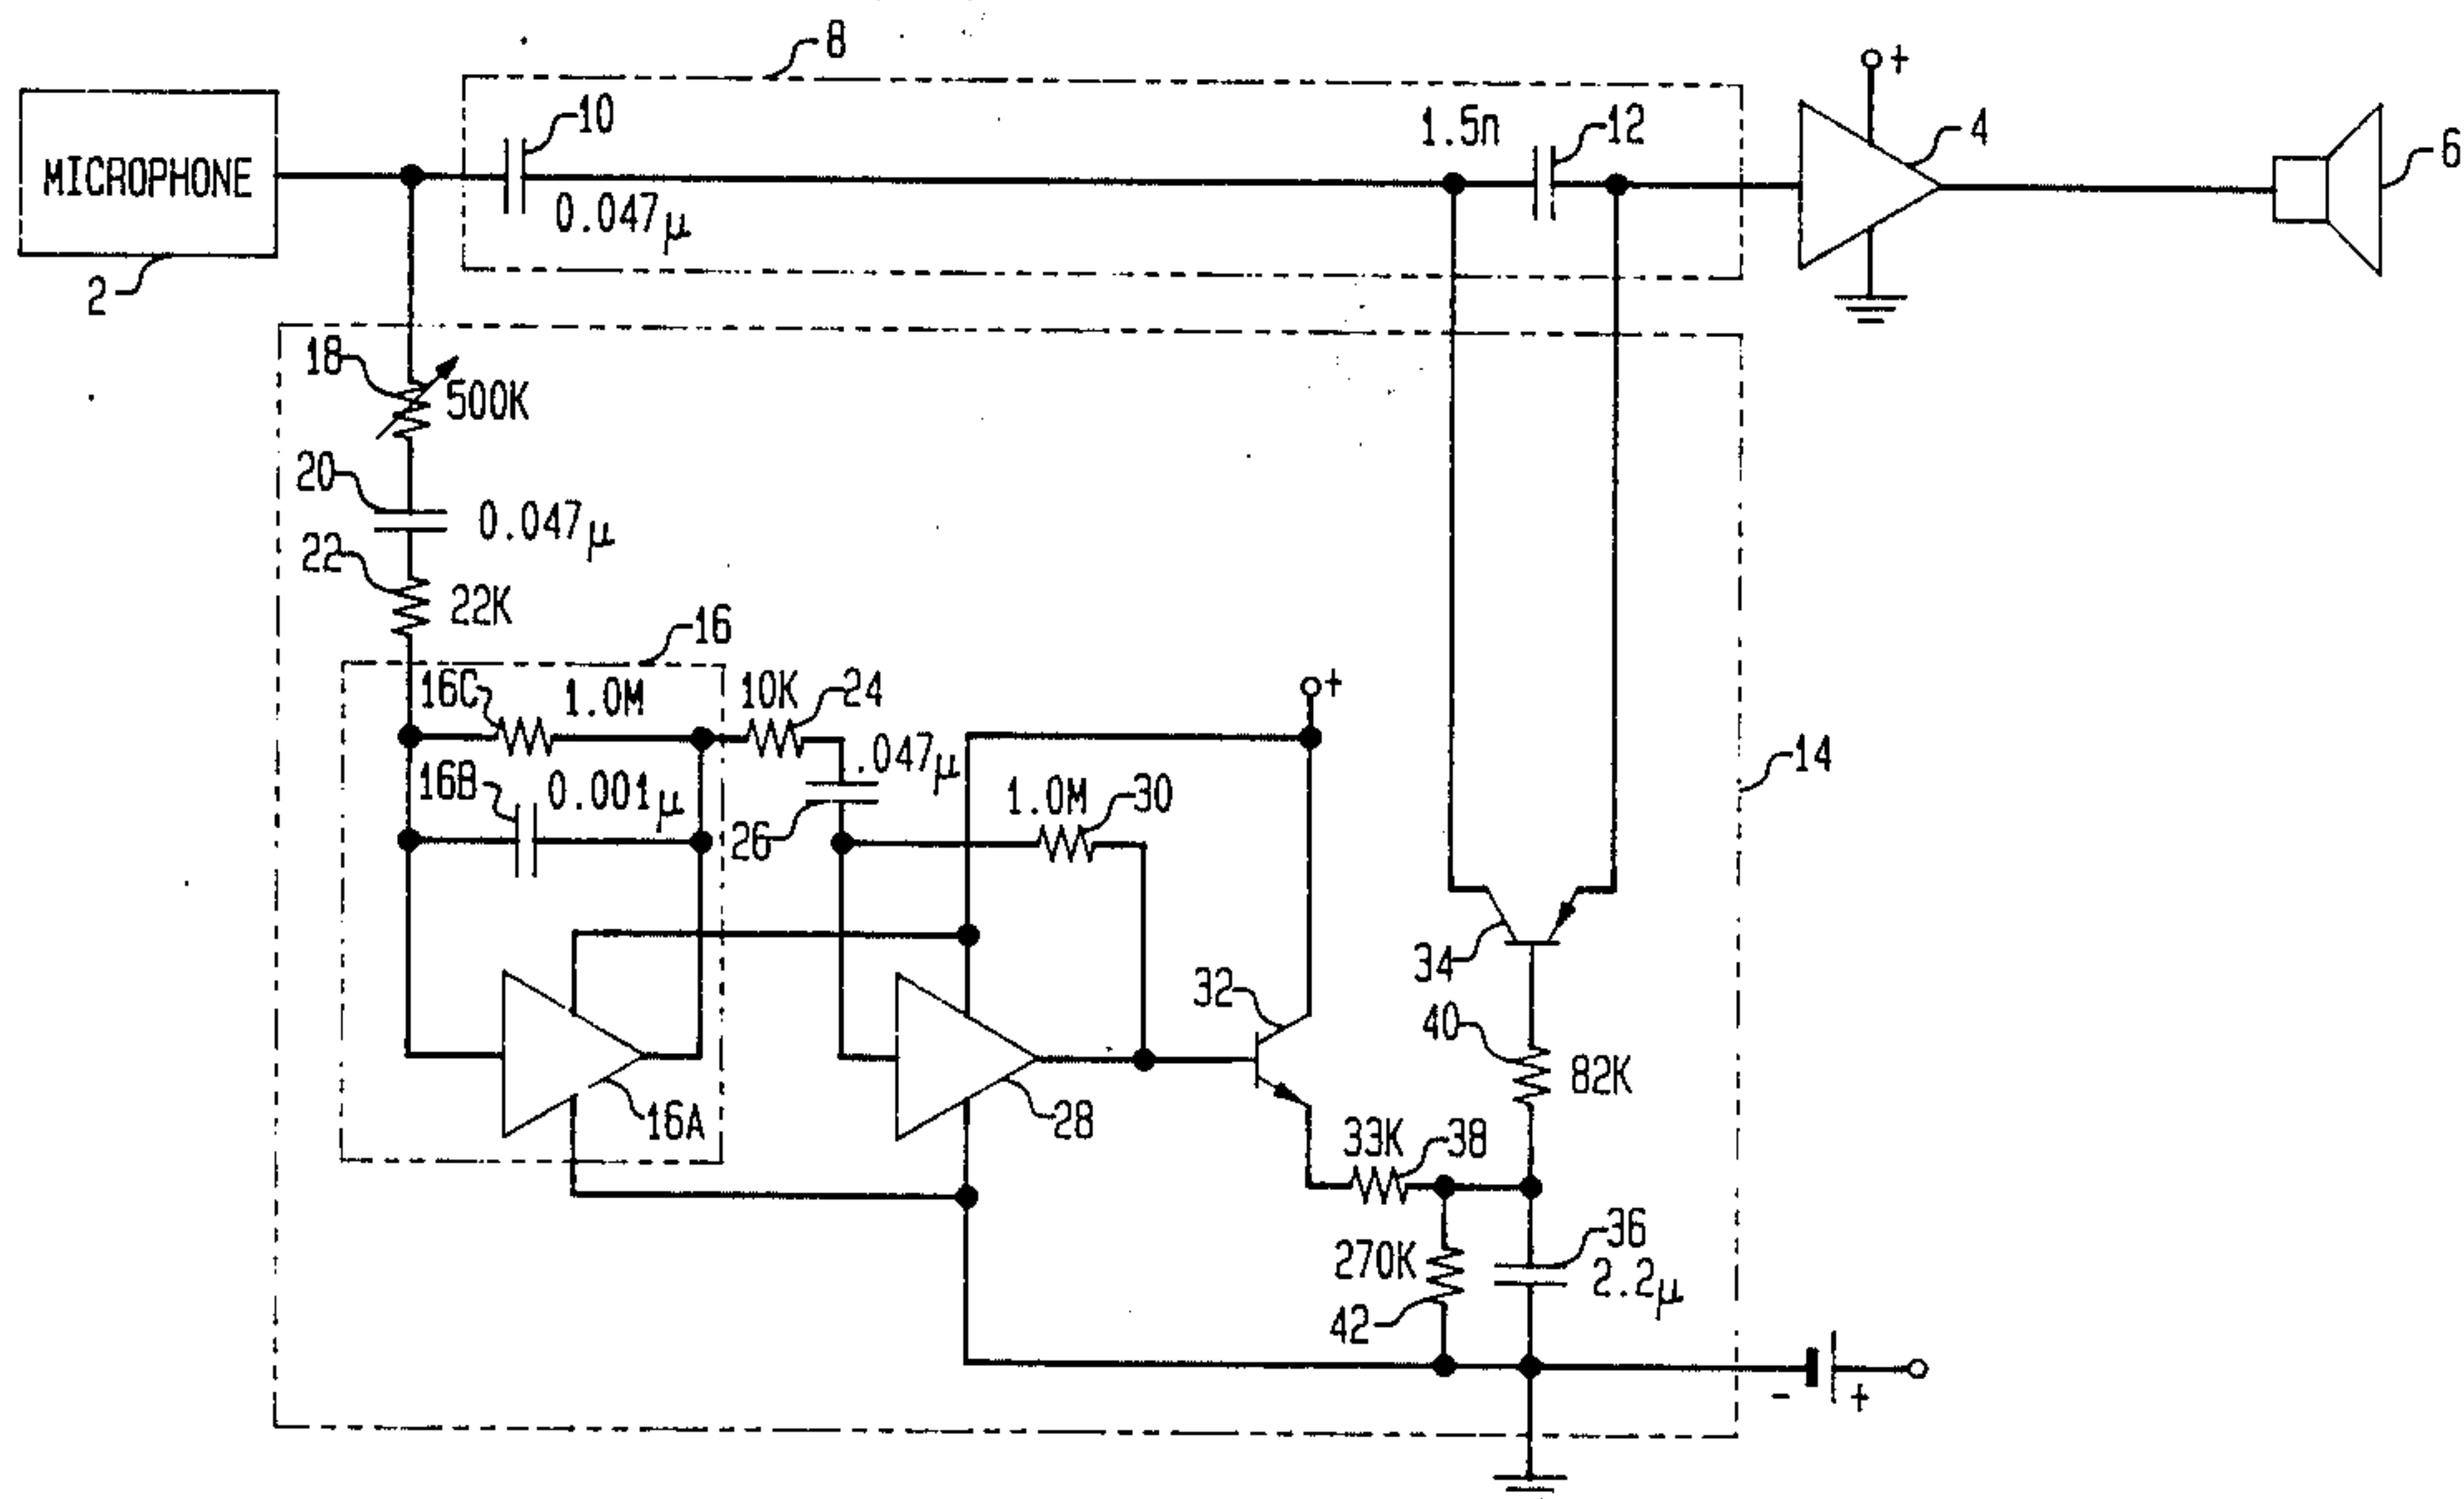 8
10
1.5n
12
+
4
6
MICROPHONE
0.047μ
2
18
500K
20
0.047μ
22
22K
16
16C
1.0M
10K
24
+
14
16B
0.001μ
.047μ
26
1.0M
30
34
32
40
82K
16A
28
33K
38
270K
36
2.2μ
42
- +